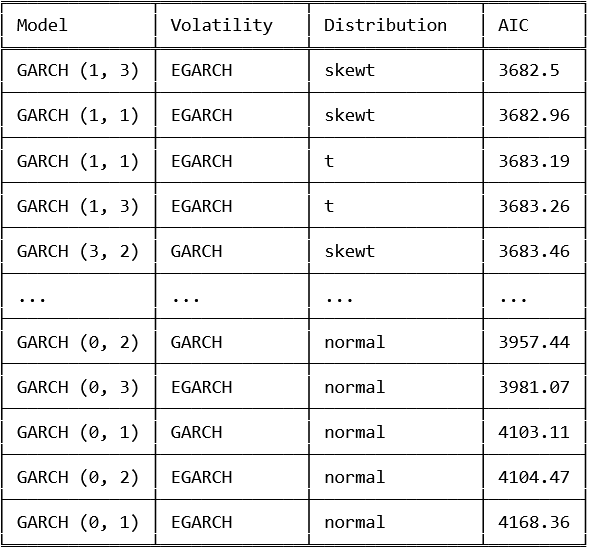 Model Volatility Distribution AIC
GARCH (1, 3) EGARCH skewt 3682.5
GARCH (1, 1) EGARCH skewt 3682.96
GARCH (1, 1) EGARCH t 3683.19
GARCH (1, 3) EGARCH t 3683.26
GARCH (3, 2) GARCH skewt 3683.46
... ... ... ...
GARCH (0, 2) GARCH normal 3957.44
GARCH (0, 3) EGARCH normal 3981.07
GARCH (0, 1) GARCH normal 4103.11
GARCH (0, 2) EGARCH normal 4104.47
GARCH (0, 1) EGARCH normal 4168.36